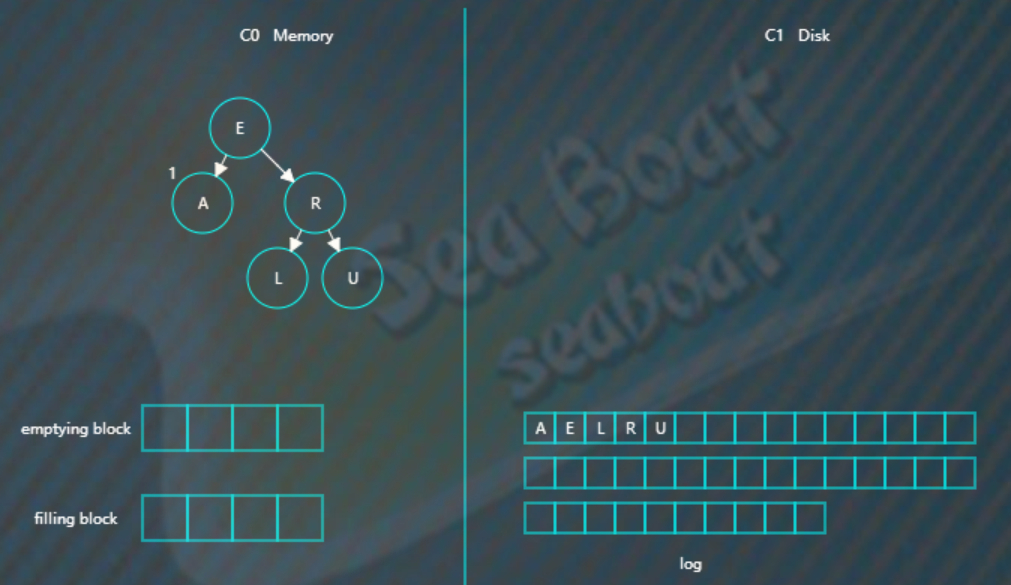 C0 Memory
C1 Disk
E
1
A
R
L
U
Sea Boat
seaboat
emptying block
A E L R U
filling block
log